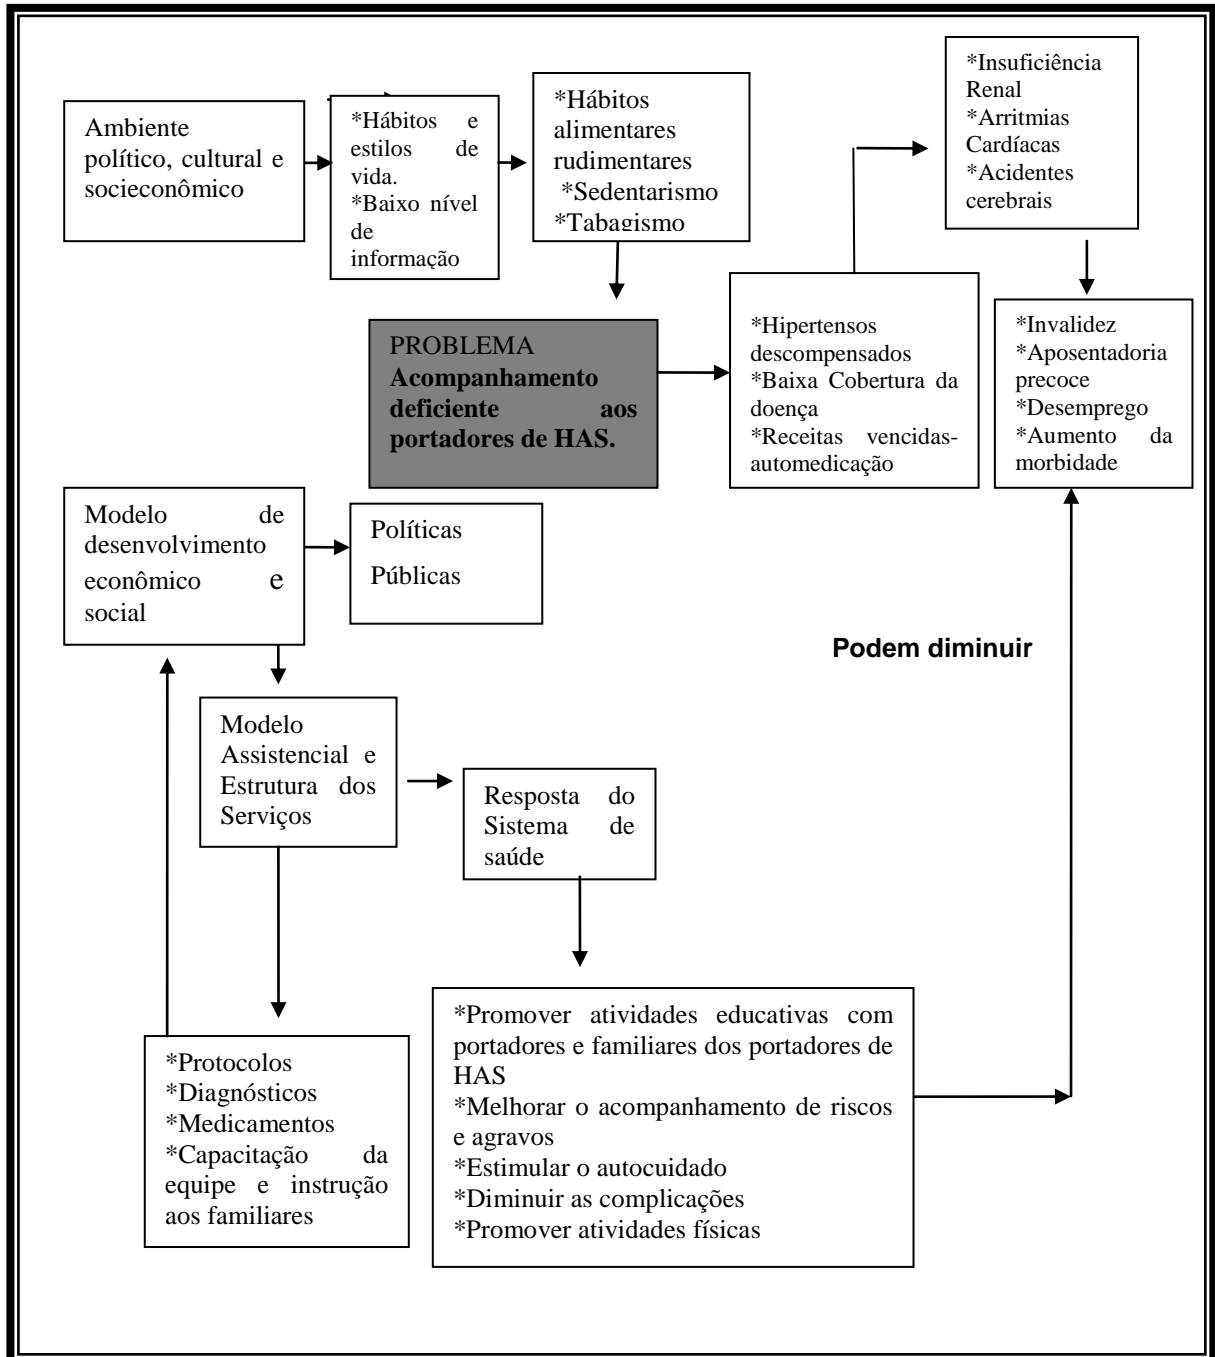 Ambiente
político, cultural e
socieconômico
*Hábitos e
estilos de
vida.
*Baixo nível
de
informação
*Hábitos
alimentares
rudimentares
*Sedentarismo
*Tabagismo
*Insuficiência
Renal
*Arritmias
Cardíacas
*Acidentes
cerebrais
PROBLEMA
Acompanhamento
deficiente aos
portadores de HAS.
*Hipertensos
descompensados
*Baixa Cobertura da
doença
*Receitas vencidas-
automedicação
*Invalidez
*Aposentadoria
precoce
*Desemprego
*Aumento da
morbidade
Modelo de
desenvolvimento
econômico e
social
Políticas
Públicas
Podem diminuir
Modelo
Assistencial e
Estrutura dos
Serviços
Resposta do
Sistema de
saúde
*Protocolos
*Diagnósticos
*Medicamentos
*Capacitação da
equipe e instrução
aos familiares
*Promover atividades educativas com
portadores e familiares dos portadores de
HAS
*Melhorar o acompanhamento de riscos
e agravos
*Estimular o autocuidado
*Diminuir as complicações
*Promover atividades físicas